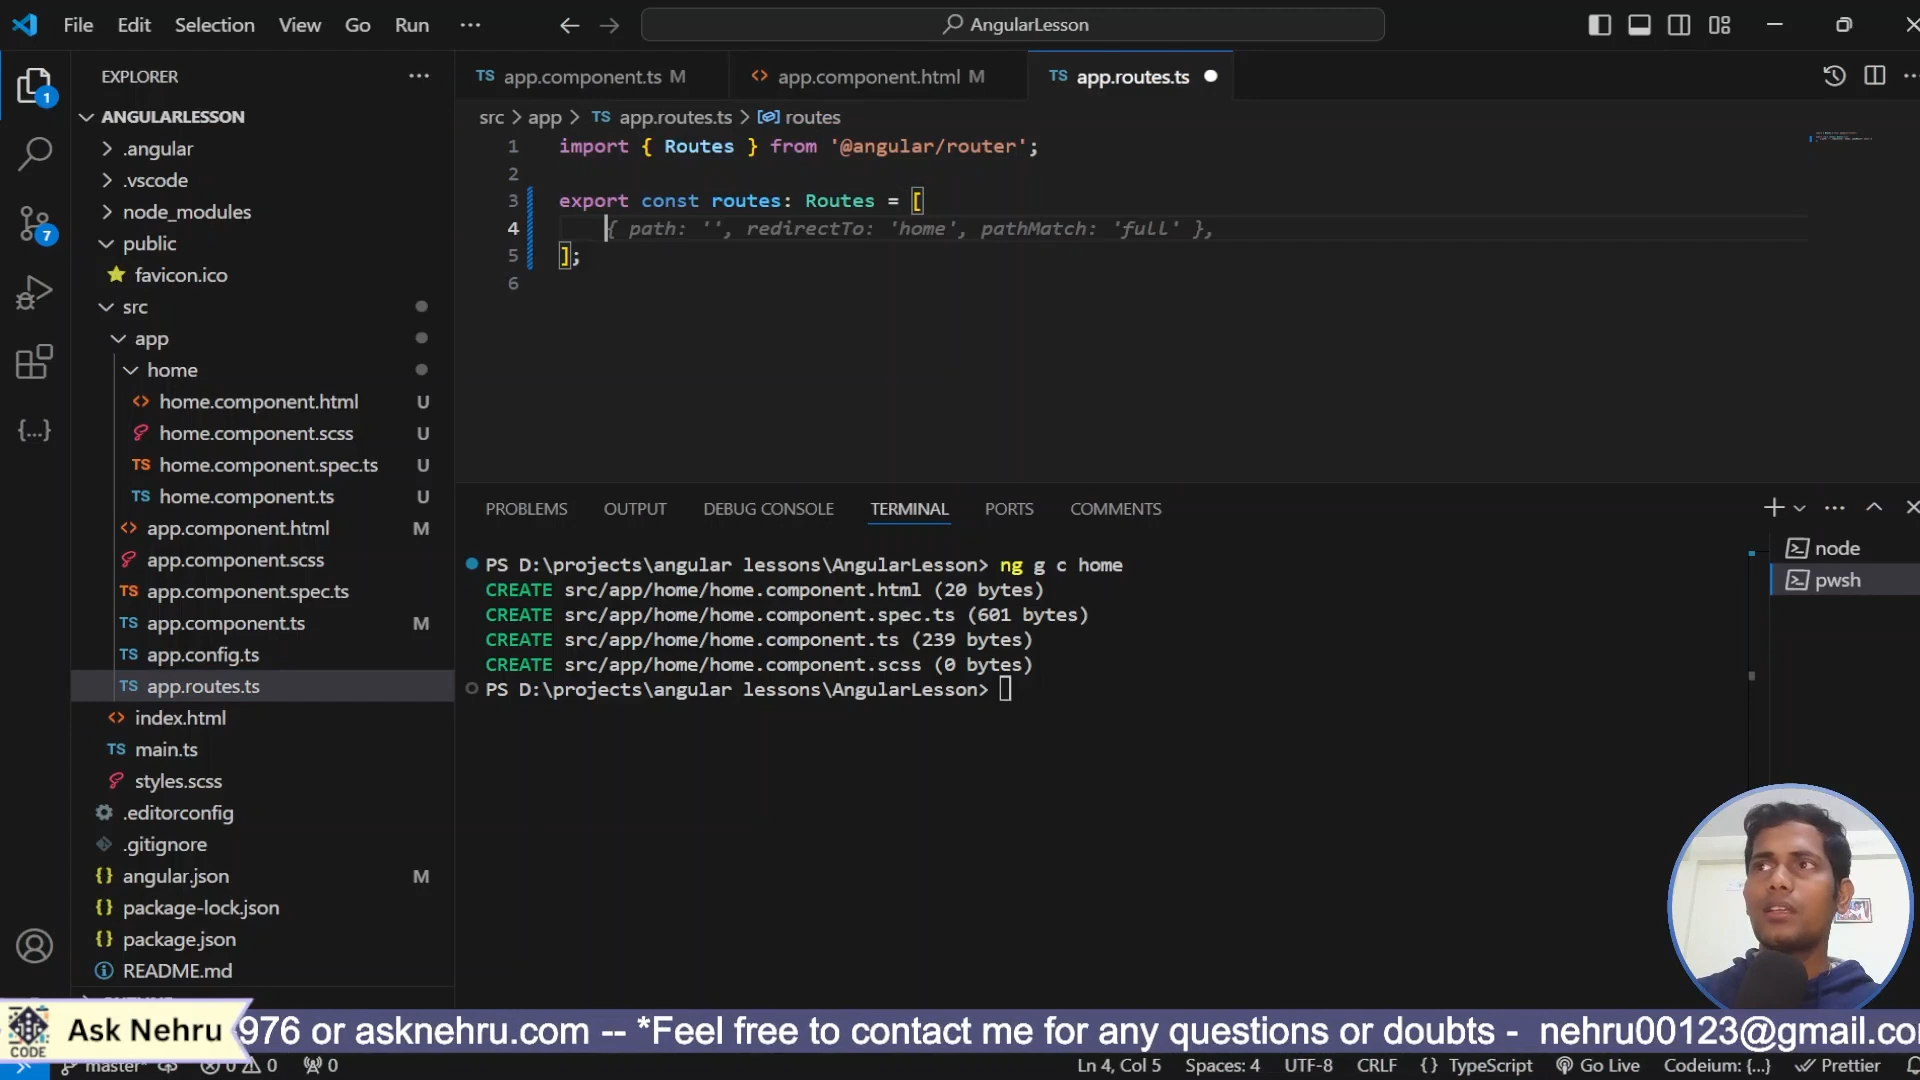 File Edit Selection View Go Run ··· AngularLesson
EXPLORER ···
ANGULARLESSON
.angular
.vscode
node_modules
public
favicon.ico
src
app
home
home.component.html U
home.component.scss U
home.component.spec.ts U
home.component.ts U
app.component.html M
app.component.scss
app.component.spec.ts
app.component.ts M
app.config.ts
app.routes.ts
index.html
main.ts
styles.scss
.editorconfig
.gitignore
angular.json M
package-lock.json
package.json
README.md
1
7
TS app.component.ts M <> app.component.html M TS app.routes.ts
src > app > TS app.routes.ts > routes
1 import { Routes } from '@angular/router';
2
3 export const routes: Routes = [
4 { path: '', redirectTo: 'home', pathMatch: 'full' },
5 ];
6
PROBLEMS OUTPUT DEBUG CONSOLE TERMINAL PORTS COMMENTS
PS D:\projects\angular lessons\AngularLesson> ng g c home
CREATE src/app/home/home.component.html (20 bytes)
CREATE src/app/home/home.component.spec.ts (601 bytes)
CREATE src/app/home/home.component.ts (239 bytes)
CREATE src/app/home/home.component.scss (0 bytes)
PS D:\projects\angular lessons\AngularLesson>
node
pwsh
CODE Ask Nehru 976 or asknehru.com -- *Feel free to contact me for any questions or doubts - nehru00123@gmail.co
master* 0 0 0 Ln 4, Col 5 Spaces: 4 UTF-8 CRLF {} TypeScript Go Live Codeium: {...} Prettier